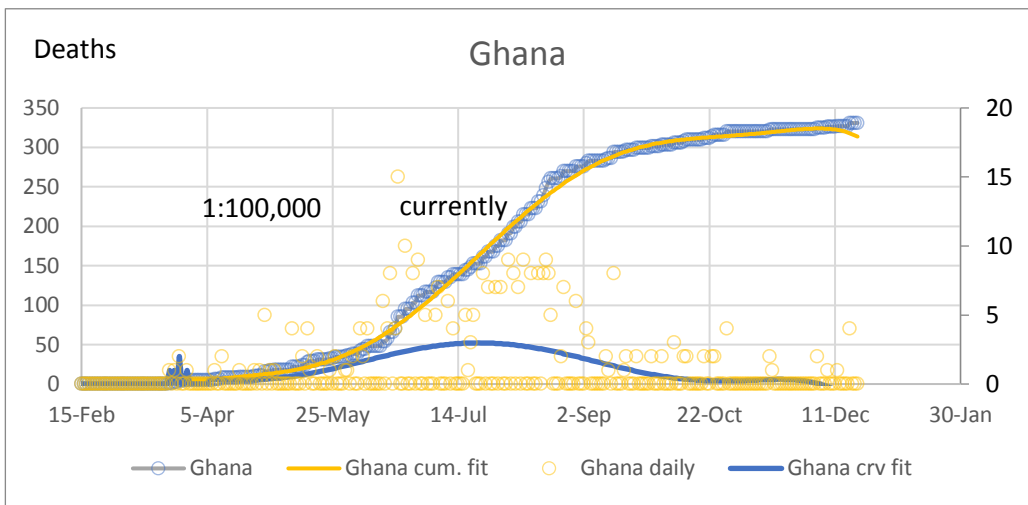 Deaths
Ghana
350
300
250
200
150
100
50
0
20
15
10
5
0
1:100,000 currently
15-Feb 5-Apr 25-May 14-Jul 2-Sep 22-Oct 11-Dec 30-Jan
Ghana Ghana cum. fit Ghana daily Ghana crv fit